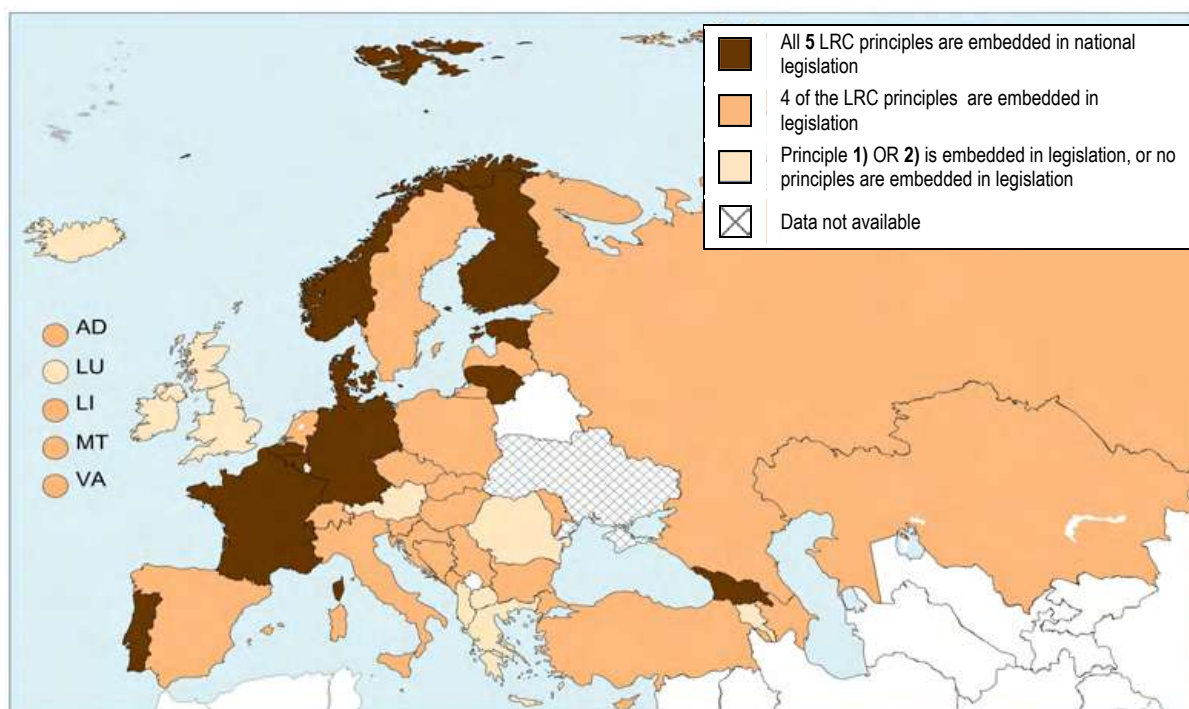 All 5 LRC principles are embedded in national
legislation
4 of the LRC principles are embedded in
legislation
Principle 1) OR 2) is embedded in legislation, or no
principles are embedded in legislation
Data not available
AD
LU
LI
MT
VA